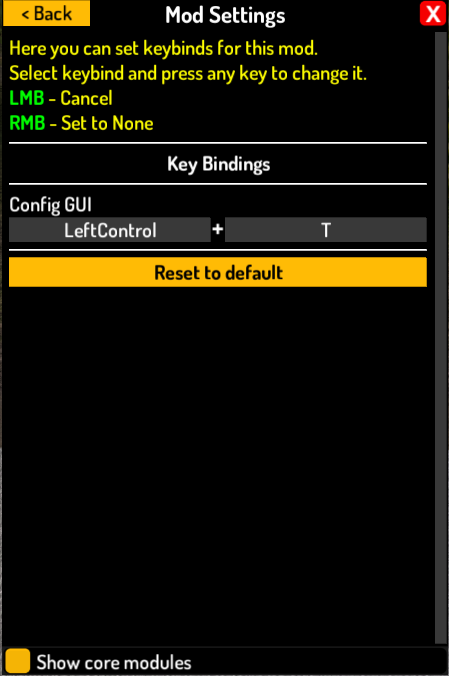 < Back
Mod Settings
X
Here you can set keybinds for this mod.
Select keybind and press any key to change it.
LMB - Cancel
RMB - Set to None
Key Bindings
Config GUI
LeftControl + T
Reset to default
Show core modules